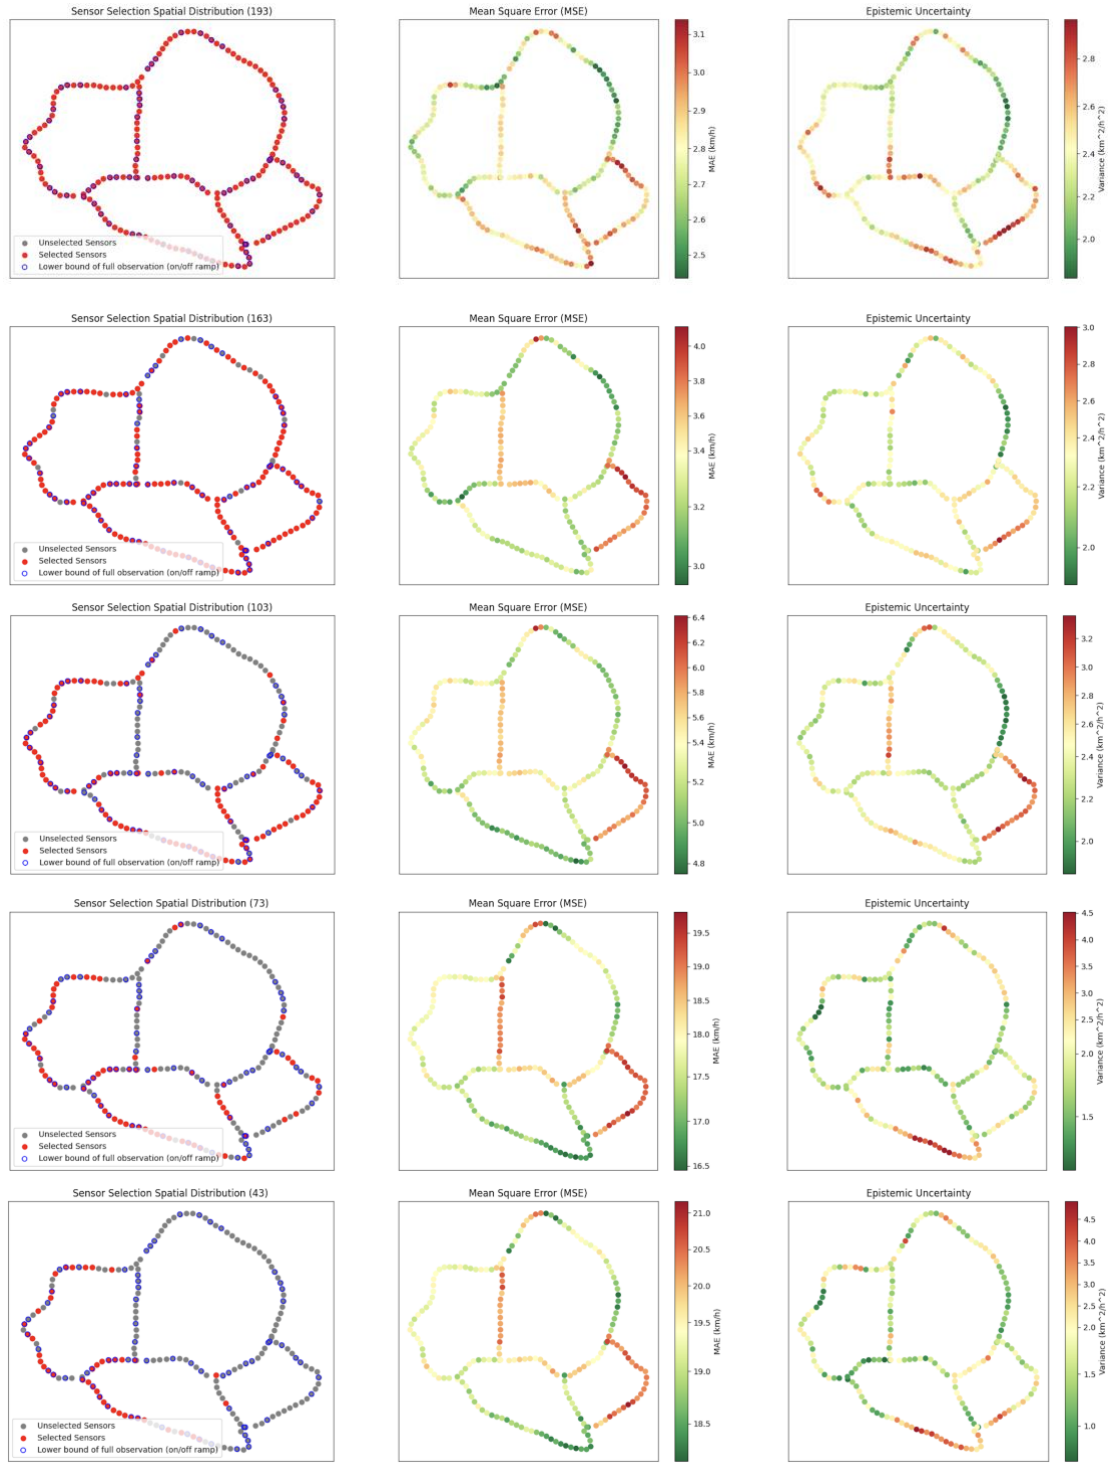 Sensor Selection Spatial Distribution (193)
Unselected Sensors
Selected Sensors
Lower bound of full observation (on/off ramp)
Mean Square Error (MSE)
3.1
3.0
2.9
2.8
2.7
2.6
2.5
MAE (km/h)
Epistemic Uncertainty
2.8
2.6
2.4
2.2
2.0
Variance (km^2/h^2)
Sensor Selection Spatial Distribution (163)
Unselected Sensors
Selected Sensors
Lower bound of full observation (on/off ramp)
Mean Square Error (MSE)
4.0
3.8
3.6
3.4
3.2
3.0
MAE (km/h)
Epistemic Uncertainty
3.0
2.8
2.6
2.4
2.2
2.0
Variance (km^2/h^2)
Sensor Selection Spatial Distribution (103)
Unselected Sensors
Selected Sensors
Lower bound of full observation (on/off ramp)
Mean Square Error (MSE)
6.4
6.2
6.0
5.8
5.6
5.4
5.2
5.0
4.8
MAE (km/h)
Epistemic Uncertainty
3.2
3.0
2.8
2.6
2.4
2.2
2.0
Variance (km^2/h^2)
Sensor Selection Spatial Distribution (73)
Unselected Sensors
Selected Sensors
Lower bound of full observation (on/off ramp)
Mean Square Error (MSE)
19.5
19.0
18.5
18.0
17.5
17.0
16.5
MAE (km/h)
Epistemic Uncertainty
4.5
4.0
3.5
3.0
2.5
2.0
1.5
Variance (km^2/h^2)
Sensor Selection Spatial Distribution (43)
Unselected Sensors
Selected Sensors
Lower bound of full observation (on/off ramp)
Mean Square Error (MSE)
21.0
20.5
20.0
19.5
19.0
18.5
MAE (km/h)
Epistemic Uncertainty
4.5
4.0
3.5
3.0
2.5
2.0
1.5
1.0
Variance (km^2/h^2)